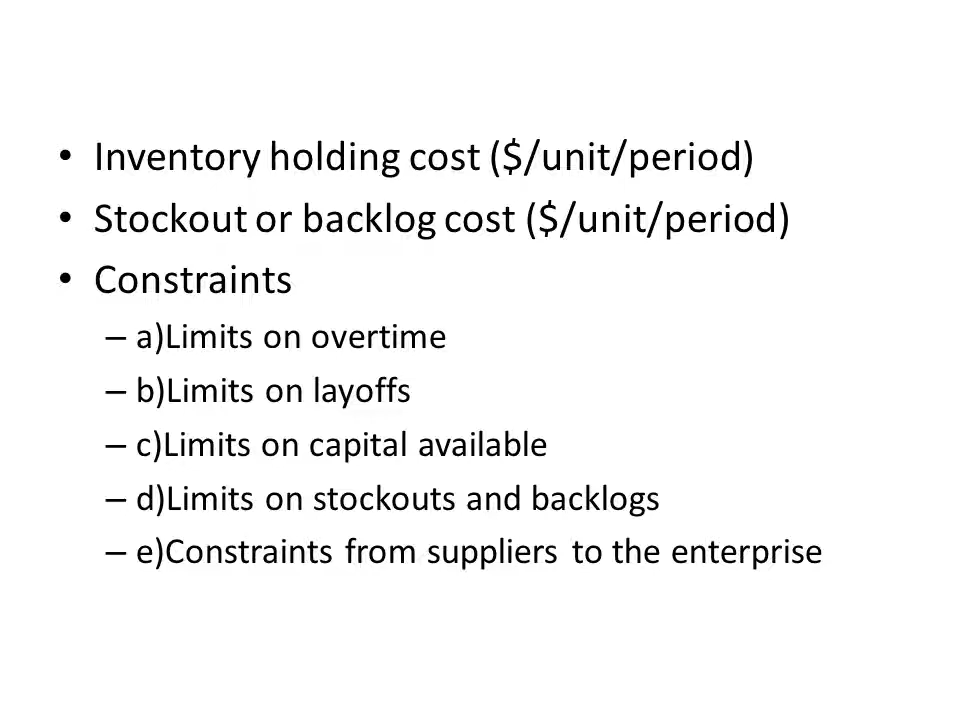 • Inventory holding cost ($/unit/period)
• Stockout or backlog cost ($/unit/period)
• Constraints
– a)Limits on overtime
– b)Limits on layoffs
– c)Limits on capital available
– d)Limits on stockouts and backlogs
– e)Constraints from suppliers to the enterprise